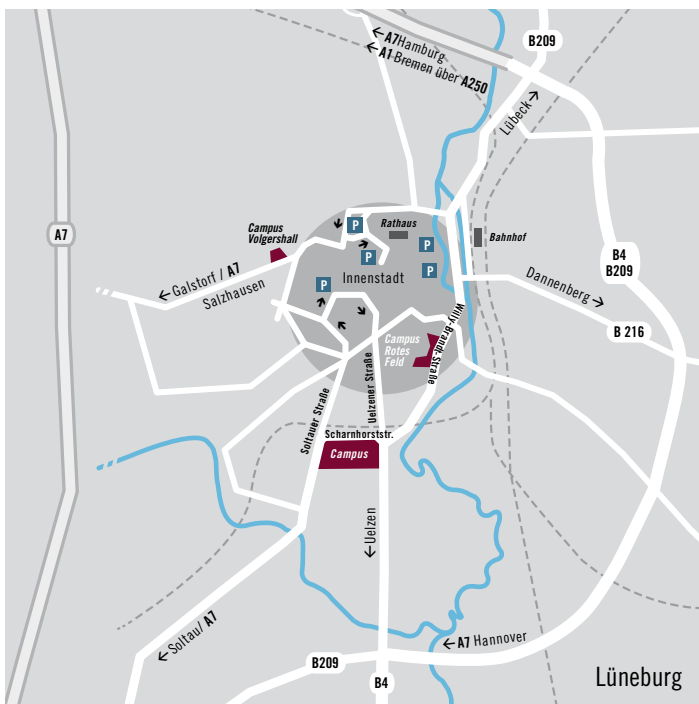 B209
← A7 Hamburg
← A1 Bremen über A250
Lübeck →
A7
Campus
Volgershall
P
Rathaus
P
P
Bahnhof
P
P
Innenstadt
← Galstorf / A7
Salzhausen
B4
B209
Dannenberg →
B 216
Willy-Brandt-Straße
Campus
Rotes
Feld
Uelzener Straße
Soltauer Straße
Scharnhorststr.
Campus
← Uelzen
← Soltau/ A7
← A7 Hannover
B209
B4
Lüneburg